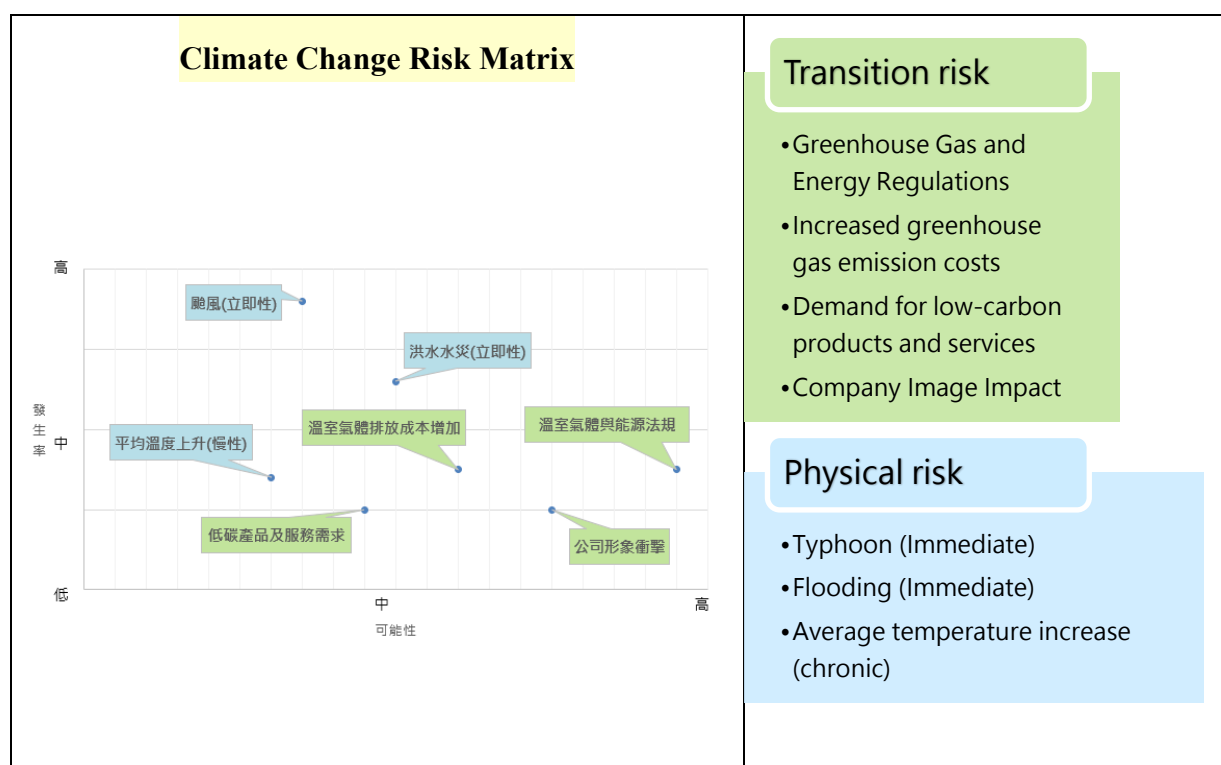 Climate Change Risk Matrix
高
颱風(立即性)
洪水水災(立即性)
發
生
率
中
平均溫度上升(慢性)
溫室氣體排放成本增加
溫室氣體與能源法規
低碳產品及服務需求
公司形象衝擊
低
中
高
可能性
Transition risk
•Greenhouse Gas and
Energy Regulations
•Increased greenhouse
gas emission costs
•Demand for low-carbon
products and services
•Company Image Impact
Physical risk
•Typhoon (Immediate)
•Flooding (Immediate)
•Average temperature increase
(chronic)